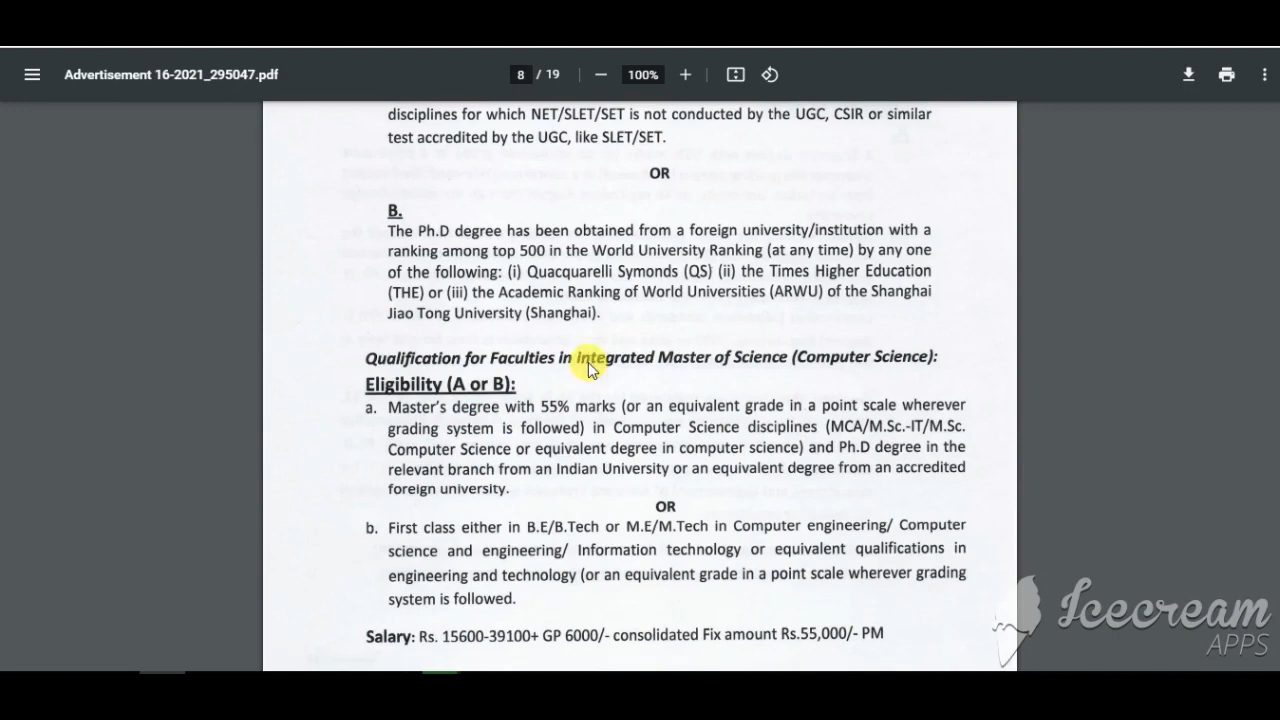 Advertisement 16-2021_295047.pdf
8 / 19
100%
disciplines for which NET/SLET/SET is not conducted by the UGC, CSIR or similar
test accredited by the UGC, like SLET/SET.
OR
B.
The Ph.D degree has been obtained from a foreign university/institution with a
ranking among top 500 in the World University Ranking (at any time) by any one
of the following: (i) Quacquarelli Symonds (QS) (ii) the Times Higher Education
(THE) or (iii) the Academic Ranking of World Universities (ARWU) of the Shanghai
Jiao Tong University (Shanghai).
Qualification for Faculties in integrated Master of Science (Computer Science):
Eligibility (A or B):
a. Master's degree with 55% marks (or an equivalent grade in a point scale wherever
grading system is followed) in Computer Science disciplines (MCA/M.Sc.-IT/M.Sc.
Computer Science or equivalent degree in computer science) and Ph.D degree in the
relevant branch from an Indian University or an equivalent degree from an accredited
foreign university.
OR
b. First class either in B.E/B.Tech or M.E/M.Tech in Computer engineering/ Computer
science and engineering/ Information technology or equivalent qualifications in
engineering and technology (or an equivalent grade in a point scale wherever grading
system is followed.
Salary: Rs. 15600-39100+ GP 6000/- consolidated Fix amount Rs.55,000/- PM
Icecream
APPS